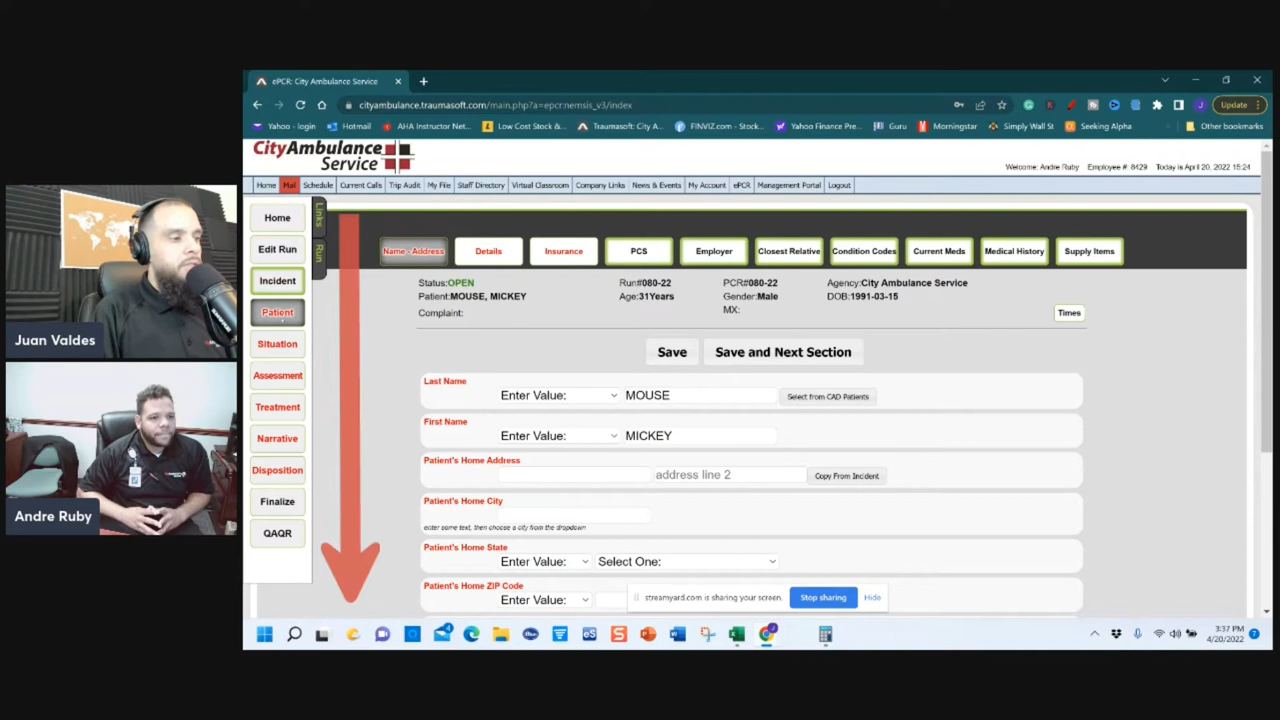 ePCR: City Ambulance Service
cityambulance.traumasoft.com/main.php?a=epcr:nemsis_v3/index
Update
Yahoo - login
Hotmail
AHA Instructor Net...
Low Cost Stock &...
Traumasoft: City A...
FINVIZ.com - Stock...
Yahoo Finance Pre...
Guru
Morningstar
Simply Wall St
Seeking Alpha
Other bookmarks
CityAmbulance
Service
Welcome: Andre Ruby Employee #: 8429 Today is April 20, 2022 15:24
Home Mail Schedule Current Calls Trip Audit My File Staff Directory Virtual Classroom Company Links News & Events My Account ePCR Management Portal Logout
Links
Run
Home
Edit Run
Incident
Patient
Situation
Assessment
Treatment
Narrative
Disposition
Finalize
QAQR
Name - Address
Details
Insurance
PCS
Employer
Closest Relative
Condition Codes
Current Meds
Medical History
Supply Items
Status:OPEN Run#080-22 PCR#080-22 Agency:City Ambulance Service
Patient:MOUSE, MICKEY Age:31Years Gender:Male DOB:1991-03-15
Complaint: MX:
Times
Save
Save and Next Section
Last Name
Enter Value: MOUSE Select from CAD Patients
First Name
Enter Value: MICKEY
Patient's Home Address
address line 2 Copy From Incident
Patient's Home City
enter some text, then choose a city from the dropdown
Patient's Home State
Enter Value: Select One:
Patient's Home ZIP Code
Enter Value:
streamyard.com is sharing your screen. Stop sharing Hide
3:37 PM
4/20/2022
Juan Valdes
Andre Ruby